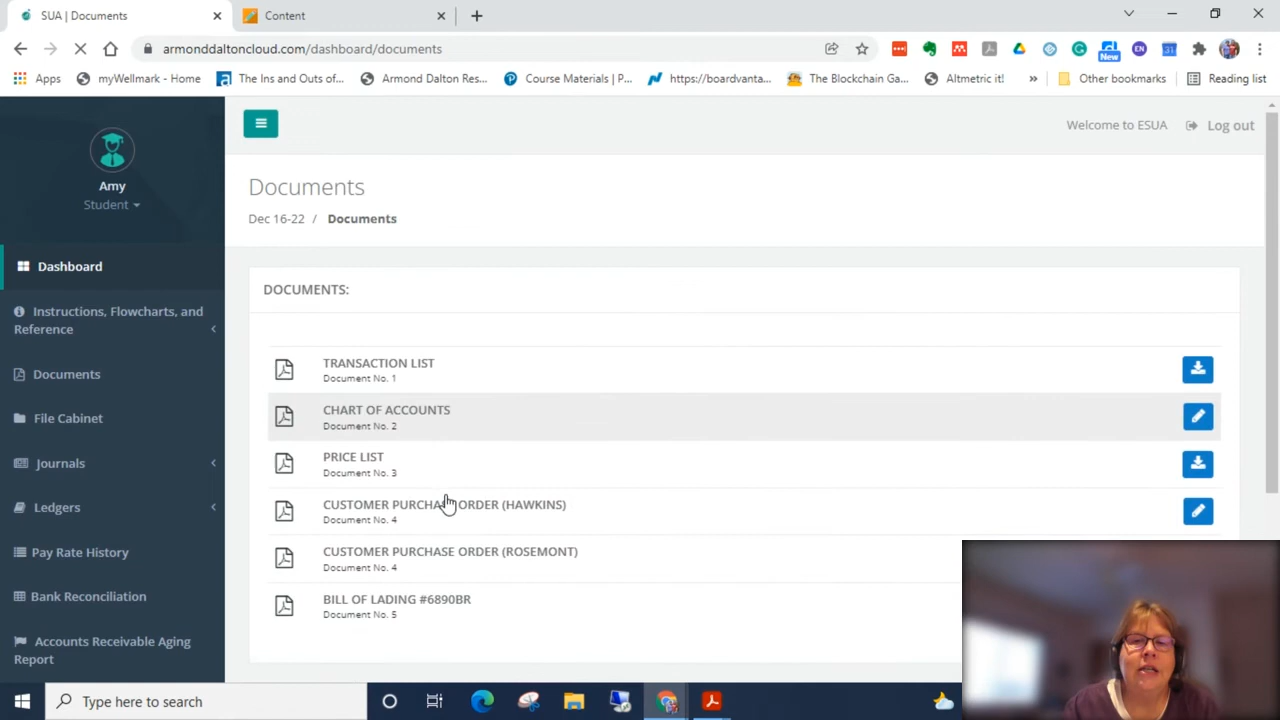 SUA | Documents
Content
armonddaltoncloud.com/dashboard/documents
EN
31
New
Apps
myWellmark - Home
The Ins and Outs of...
Armond Dalton Res...
Course Materials | P...
https://boardvanta...
The Blockchain Ga...
Altmetric it!
»
Other bookmarks
Reading list
Welcome to ESUA
Log out
Amy
Student
Documents
Dec 16-22 / Documents
Dashboard
Instructions, Flowcharts, and
Reference
Documents
File Cabinet
Journals
Ledgers
Pay Rate History
Bank Reconciliation
Accounts Receivable Aging
Report
DOCUMENTS:
TRANSACTION LIST
Document No. 1
CHART OF ACCOUNTS
Document No. 2
PRICE LIST
Document No. 3
CUSTOMER PURCHASE ORDER (HAWKINS)
Document No. 4
CUSTOMER PURCHASE ORDER (ROSEMONT)
Document No. 4
BILL OF LADING #6890BR
Document No. 5
Type here to search